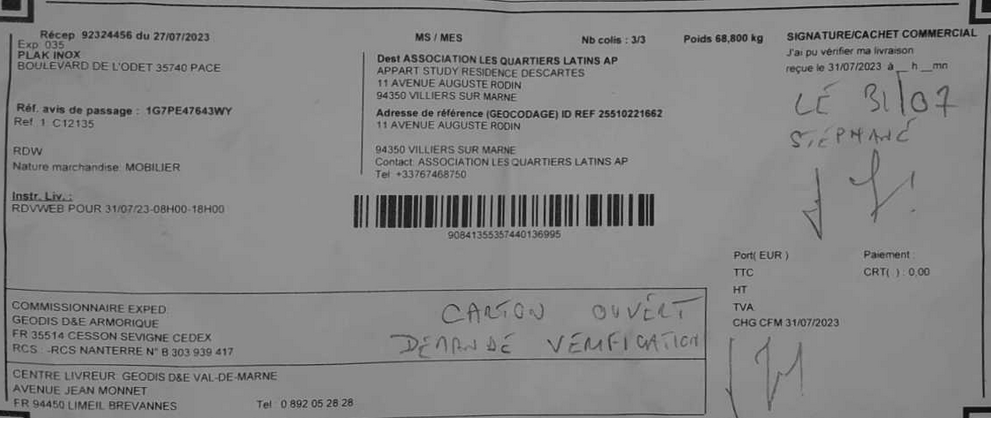 Récep 92324456 du 27/07/2023
Exp 035
PLAK INOX
BOULEVARD DE L'ODET 35740 PACE
Réf. avis de passage : 1G7PE47643WY
Ref 1 C12135
RDW
Nature marchandise: MOBILIER
Instr. Liv. :
RDVWEB POUR 31/07/23-08H00-18H00
MS / MES
Nb colis : 3/3
Poids 68,800 kg
Dest ASSOCIATION LES QUARTIERS LATINS AP
APPART STUDY RESIDENCE DESCARTES
11 AVENUE AUGUSTE RODIN
94350 VILLIERS SUR MARNE
Adresse de référence (GEOCODAGE) ID REF 25510221662
11 AVENUE AUGUSTE RODIN
94350 VILLIERS SUR MARNE
Contact: ASSOCIATION LES QUARTIERS LATINS AP
Tel +33767468750
90841355357440136995
SIGNATURE/CACHET COMMERCIAL
J'ai pu vérifier ma livraison
reçue le 31/07/2023 à __h __mn
LE 31/07
STÉPHANE
Port( EUR )
Paiement :
TTC
CRT( ) : 0,00
HT
TVA
CHG CFM 31/07/2023
COMMISSIONNAIRE EXPED
GEODIS D&E ARMORIQUE
FR 35514 CESSON SEVIGNE CEDEX
RCS : -RCS NANTERRE N° B 303 939 417
CARTON OUVERT
DEMANDE VERIFICATION
CENTRE LIVREUR: GEODIS D&E VAL-DE-MARNE
AVENUE JEAN MONNET
FR 94450 LIMEIL BREVANNES
Tel : 0 892 05 28 28